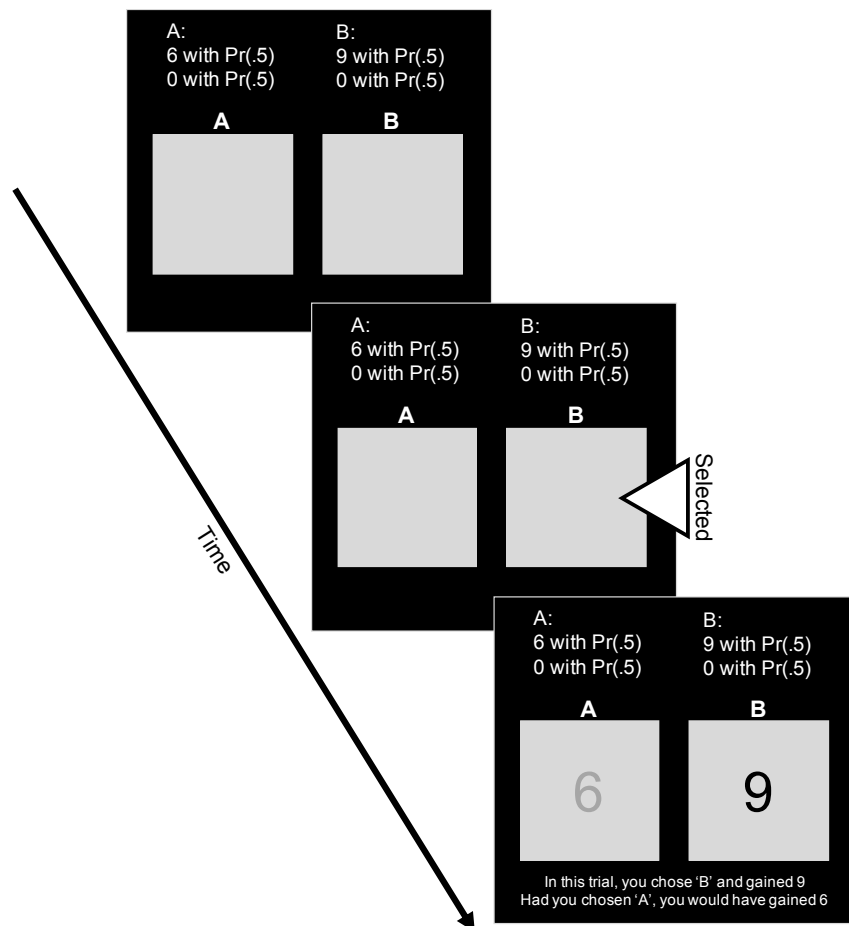 A:
6 with Pr(.5)
0 with Pr(.5)
B:
9 with Pr(.5)
0 with Pr(.5)
A
B
A:
6 with Pr(.5)
0 with Pr(.5)
B:
9 with Pr(.5)
0 with Pr(.5)
A
B
Selected
Time
A:
6 with Pr(.5)
0 with Pr(.5)
B:
9 with Pr(.5)
0 with Pr(.5)
A
B
6
9
In this trial, you chose ‘B’ and gained 9
Had you chosen ‘A’, you would have gained 6